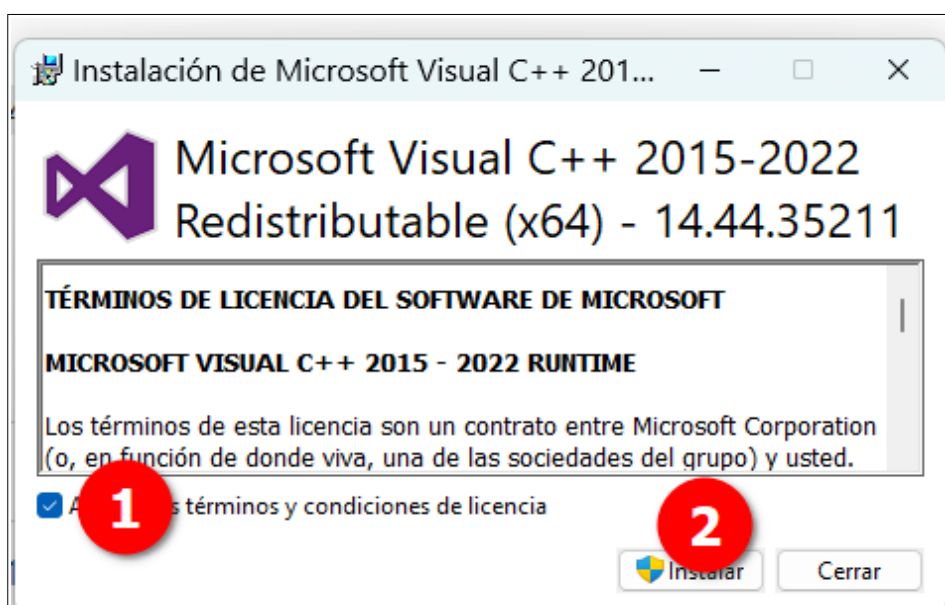 Instalación de Microsoft Visual C++ 201...
Microsoft Visual C++ 2015-2022
Redistributable (x64) - 14.44.35211
TÉRMINOS DE LICENCIA DEL SOFTWARE DE MICROSOFT
MICROSOFT VISUAL C++ 2015 - 2022 RUNTIME
Los términos de esta licencia son un contrato entre Microsoft Corporation
(o, en función de donde viva, una de las sociedades del grupo) y usted.
1 términos y condiciones de licencia
2
Instalar Cerrar